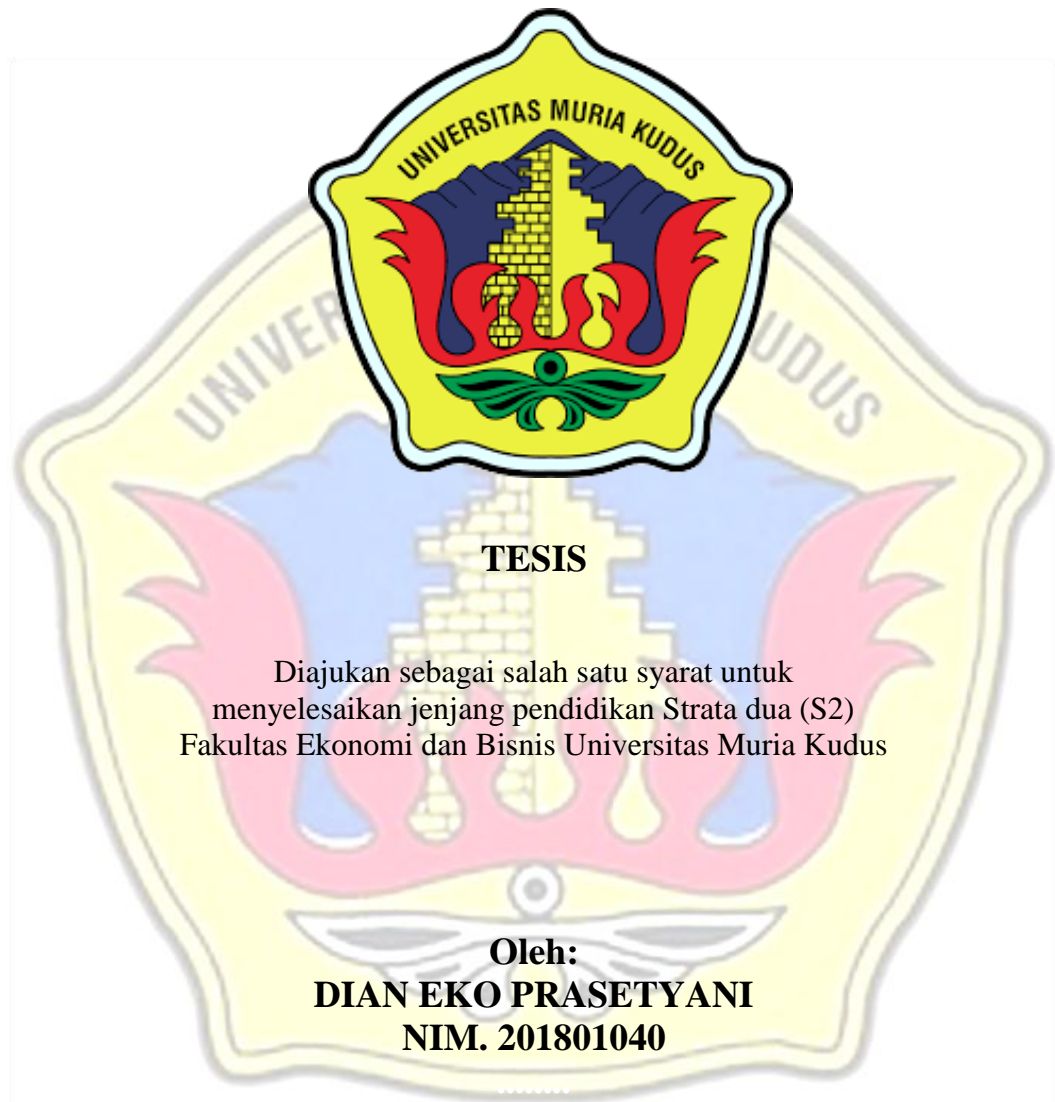 UNIVERSITAS MURIA KUDUS
TESIS
Diajukan sebagai salah satu syarat untuk
menyelesaikan jenjang pendidikan Strata dua (S2)
Fakultas Ekonomi dan Bisnis Universitas Muria Kudus
Oleh:
DIAN EKO PRASETYANI
NIM. 201801040